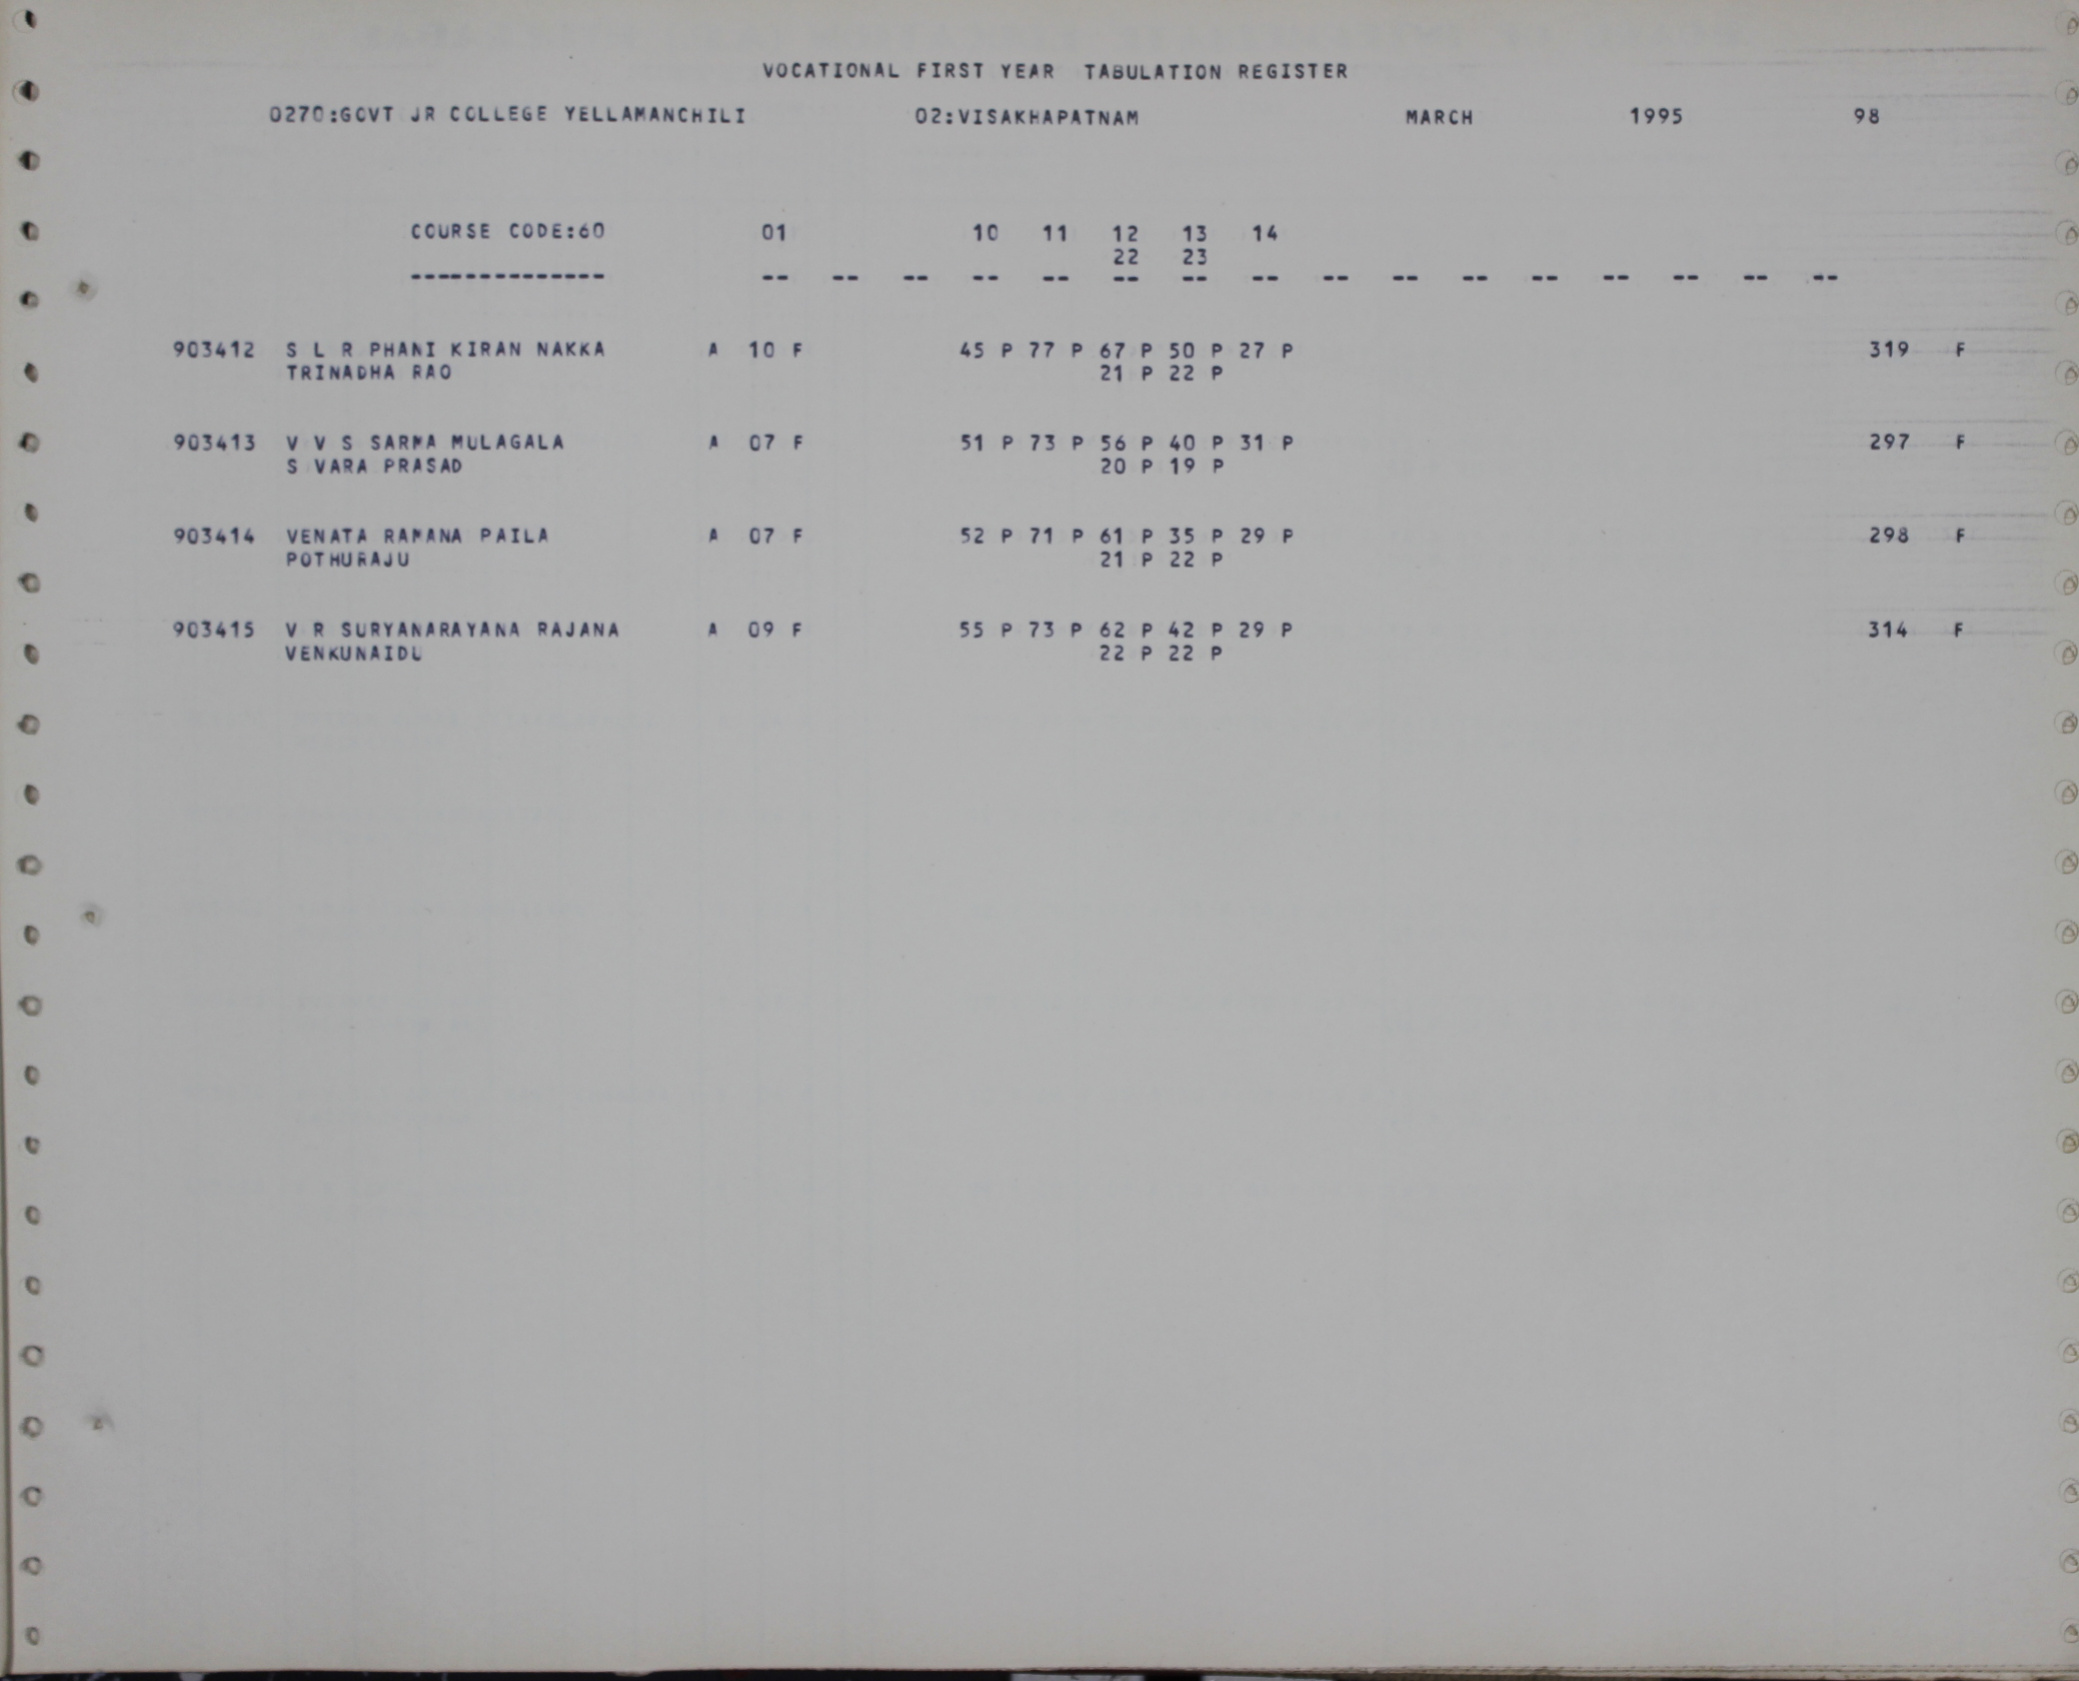 VOCATIONAL FIRST YEAR TABULATION REGISTER
0270:GOVT JR COLLEGE YELLAMANCHILI 02:VISAKHAPATNAM MARCH 1995 98
COURSE CODE:60 01 10 11 12 13 14
22 23
-------------- -- -- -- -- -- -- -- -- -- -- -- -- -- -- -- --
903412 S L R PHANI KIRAN NAKKA A 10 F 45 P 77 P 67 P 50 P 27 P 319 F
TRINADHA RAO 21 P 22 P
903413 V V S SARMA MULAGALA A 07 F 51 P 73 P 56 P 40 P 31 P 297 F
S VARA PRASAD 20 P 19 P
903414 VENATA RAMANA PAILA A 07 F 52 P 71 P 61 P 35 P 29 P 298 F
POTHURAJU 21 P 22 P
903415 V R SURYANARAYANA RAJANA A 09 F 55 P 73 P 62 P 42 P 29 P 314 F
VENKUNAIDU 22 P 22 P